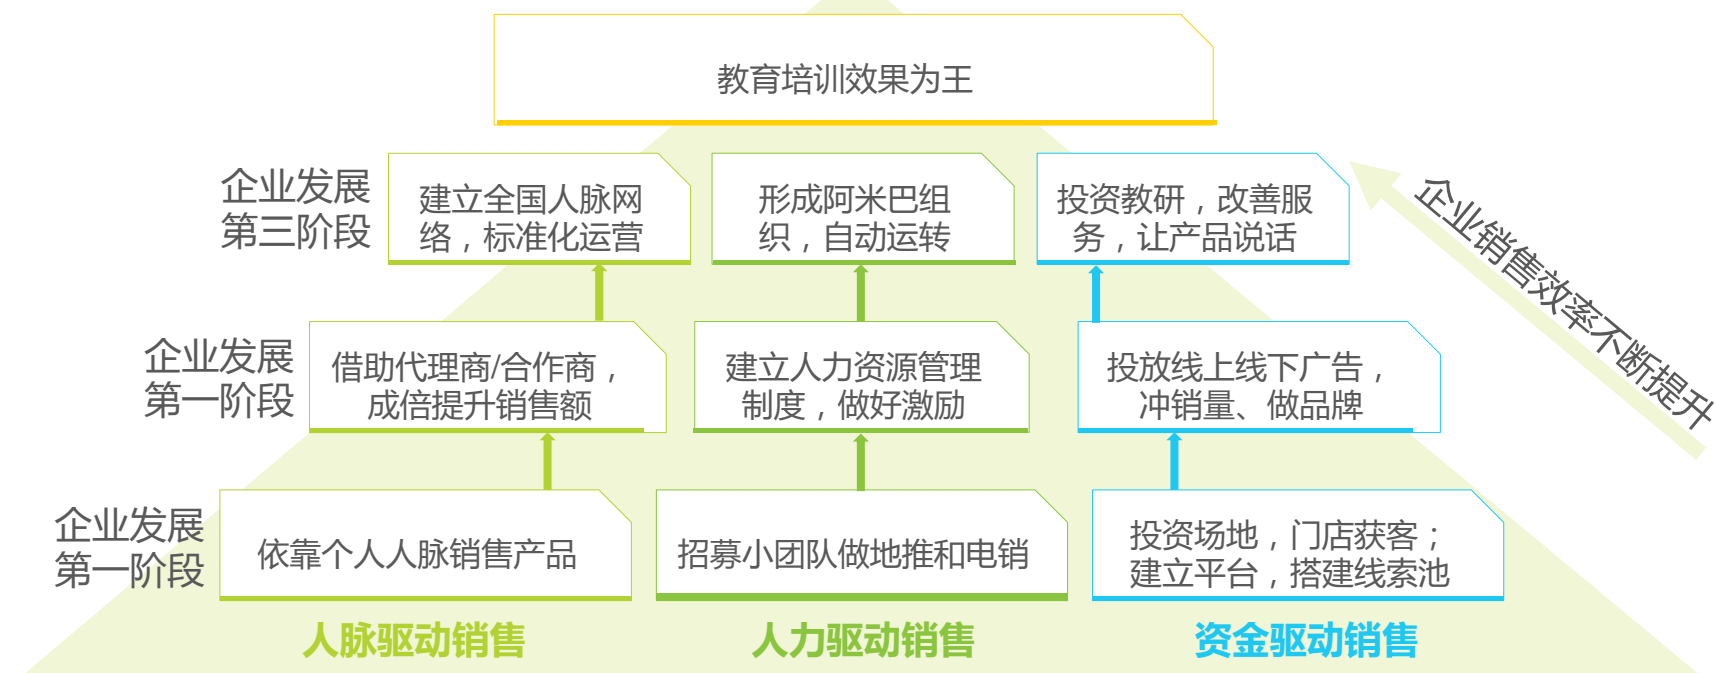 教育培训效果为王
企业发展
第三阶段
建立全国人脉网
络，标准化运营
形成阿米巴组
织，自动运转
投资教研，改善服
务，让产品说话
企业销售效率不断提升
企业发展
第一阶段
借助代理商/合作商，
成倍提升销售额
建立人力资源管理
制度，做好激励
投放线上线下广告，
冲销量、做品牌
企业发展
第一阶段
依靠个人人脉销售产品
招募小团队做地推和电销
投资场地，门店获客；
建立平台，搭建线索池
人脉驱动销售
人力驱动销售
资金驱动销售